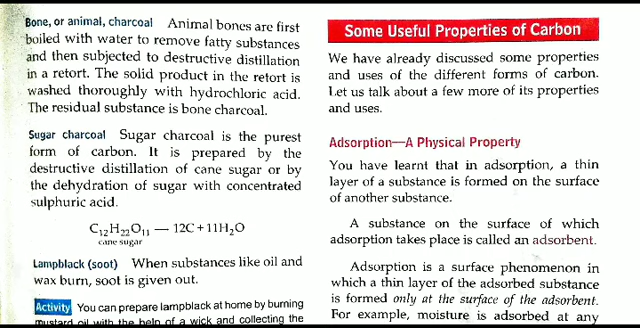 Bone, or animal, charcoal Animal bones are first
boiled with water to remove fatty substances
and then subjected to destructive distillation
in a retort. The solid product in the retort is
washed thoroughly with hydrochloric acid.
The residual substance is bone charcoal.
Sugar charcoal Sugar charcoal is the purest
form of carbon. It is prepared by the
destructive distillation of cane sugar or by
the dehydration of sugar with concentrated
sulphuric acid.
C₁₂H₂₂O₁₁ — 12C + 11H₂O
cane sugar
Lampblack (soot) When substances like oil and
wax burn, soot is given out.
Activity You can prepare lampblack at home by burning
mustard oil with the help of a wick and collecting the
Some Useful Properties of Carbon
We have already discussed some properties
and uses of the different forms of carbon.
Let us talk about a few more of its properties
and uses.
Adsorption—A Physical Property
You have learnt that in adsorption, a thin
layer of a substance is formed on the surface
of another substance.
A substance on the surface of which
adsorption takes place is called an adsorbent.
Adsorption is a surface phenomenon in
which a thin layer of the adsorbed substance
is formed only at the surface of the adsorbent.
For example, moisture is adsorbed at any